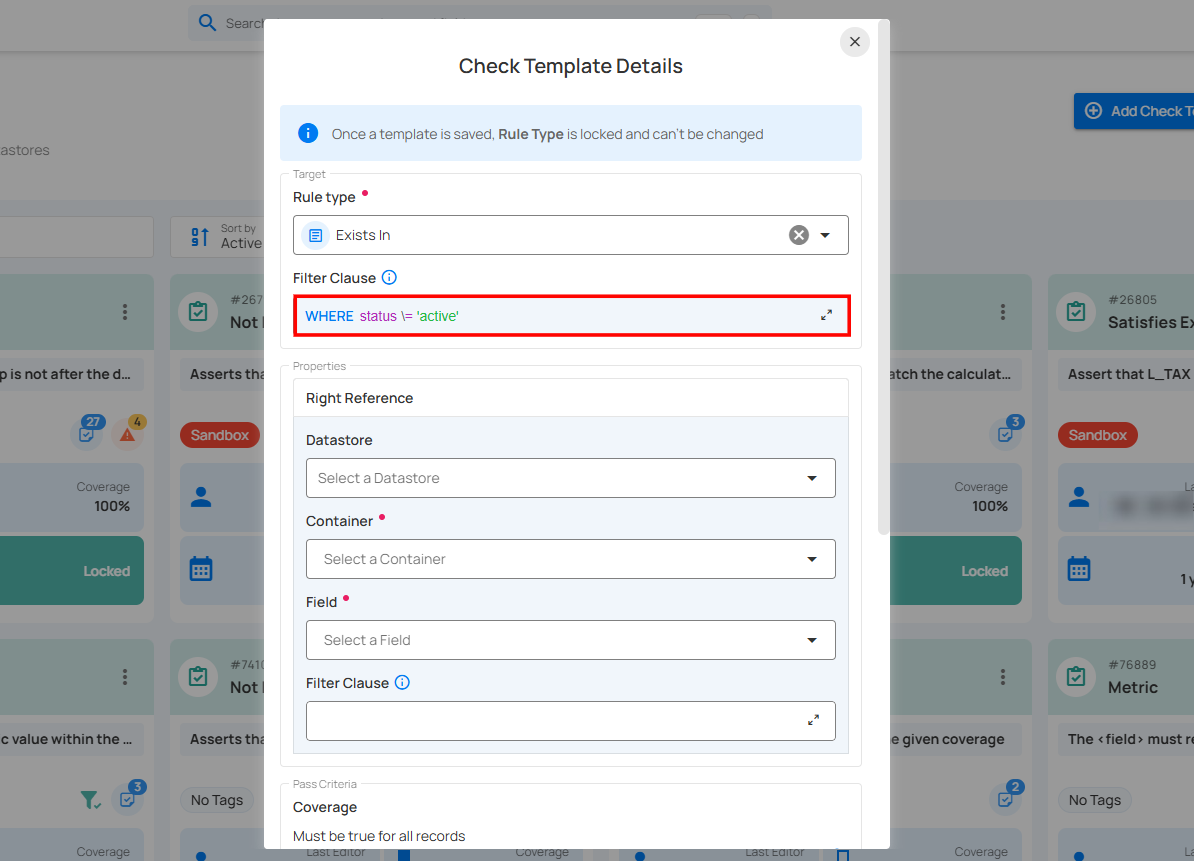 Search
Check Template Details
Add Check T
Once a template is saved, Rule Type is locked and can't be changed
astores
Target
Rule type
Sort by
Active
Exists In
Filter Clause
WHERE status \= 'active'
#267
Not
#26805
Satisfies Ex
Properties
Right Reference
p is not after the d...
Asserts tha
atch the calculat...
Assert that L_TAX
Datastore
27
4
Sandbox
3
Sandbox
Select a Datastore
Coverage
100%
Coverage
100%
La
Container
Select a Container
Locked
Locked
1 y
Field
Select a Field
#7410
Not
#76889
Metric
Filter Clause
c value within the ...
Asserts tha
e given coverage
The <field> must re
Pass Criteria
3
No Tags
2
No Tags
Coverage
Must be true for all records
Coverage
Last Editor
Coverage
Last Editor
Coverage